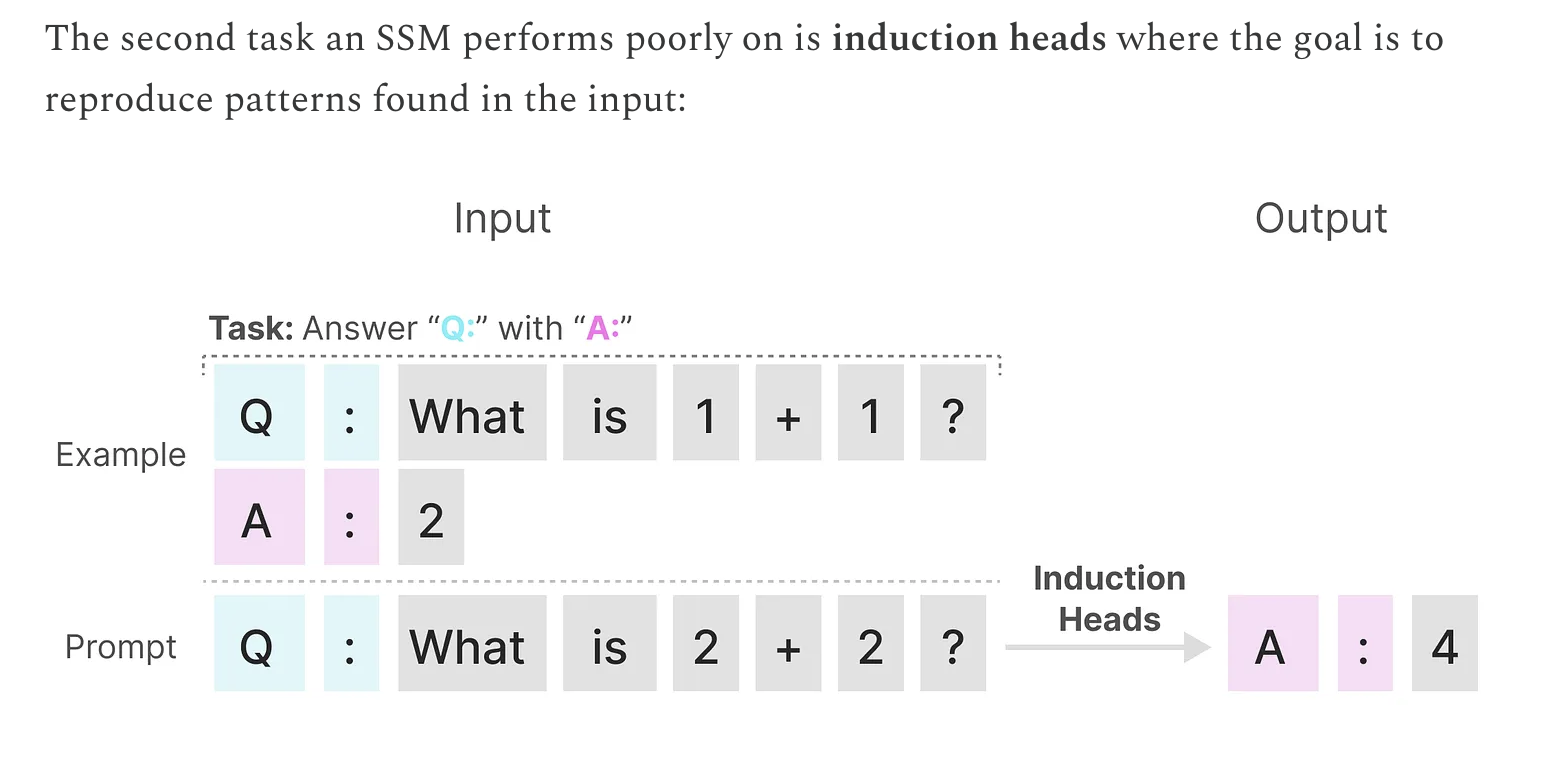 The second task an SSM performs poorly on is induction heads where the goal is to
reproduce patterns found in the input:
Input Output
Task: Answer “Q:” with “A:”
Example
Q : What is 1 + 1 ?
A : 2
Prompt Q : What is 2 + 2 ?
Induction
Heads
A : 4